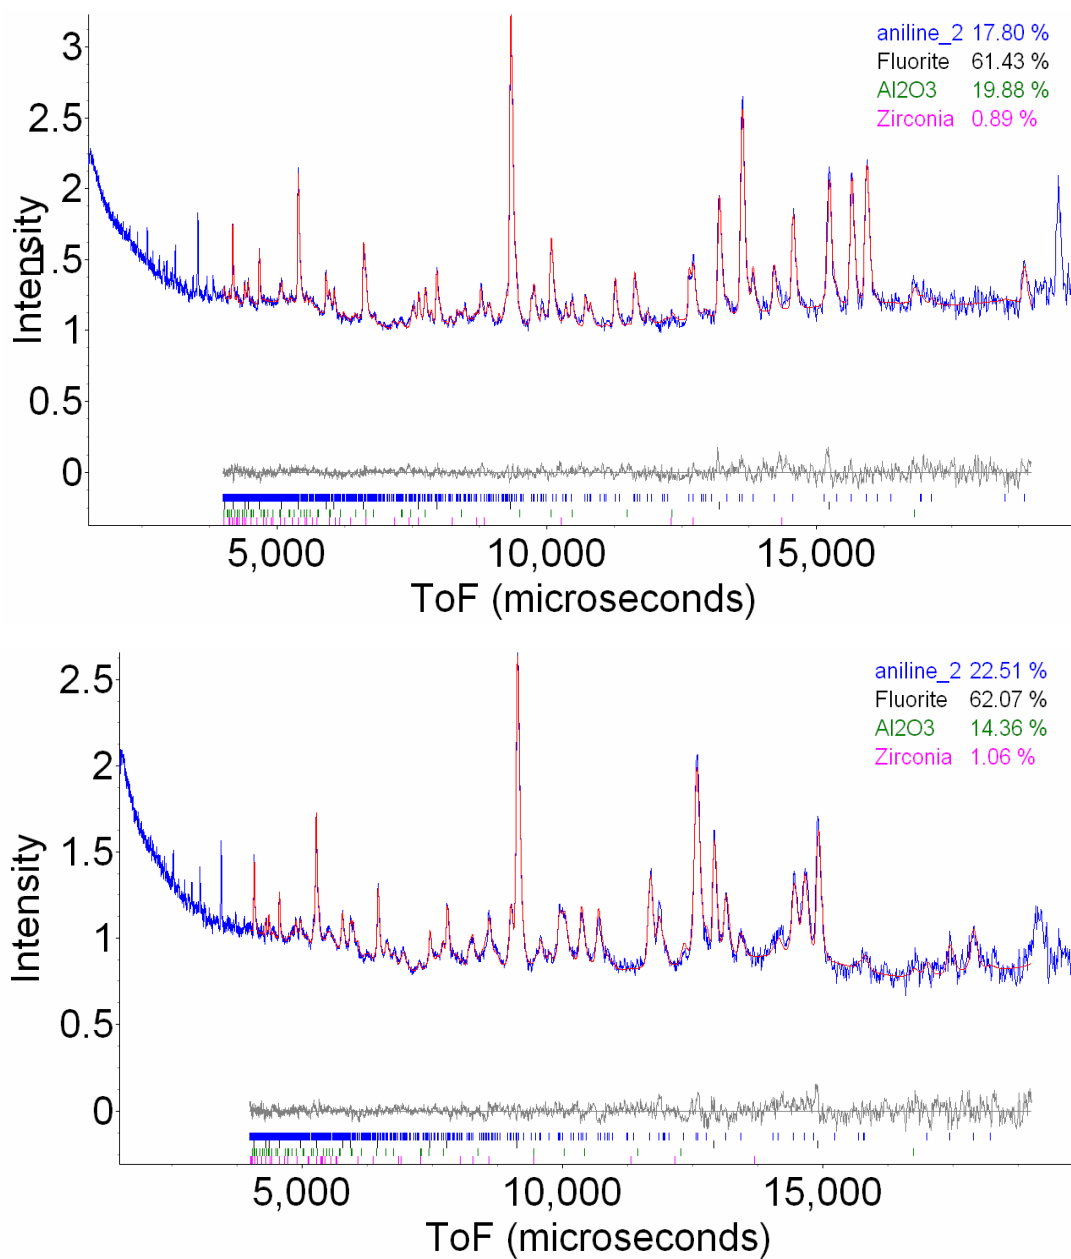 aniline_2 17.80 %
Fluorite 61.43 %
Al2O3 19.88 %
Zirconia 0.89 %
Intensity
3
2.5
2
1.5
1
0.5
0
5,000 10,000 15,000
ToF (microseconds)
aniline_2 22.51 %
Fluorite 62.07 %
Al2O3 14.36 %
Zirconia 1.06 %
Intensity
2.5
2
1.5
1
0.5
0
5,000 10,000 15,000
ToF (microseconds)